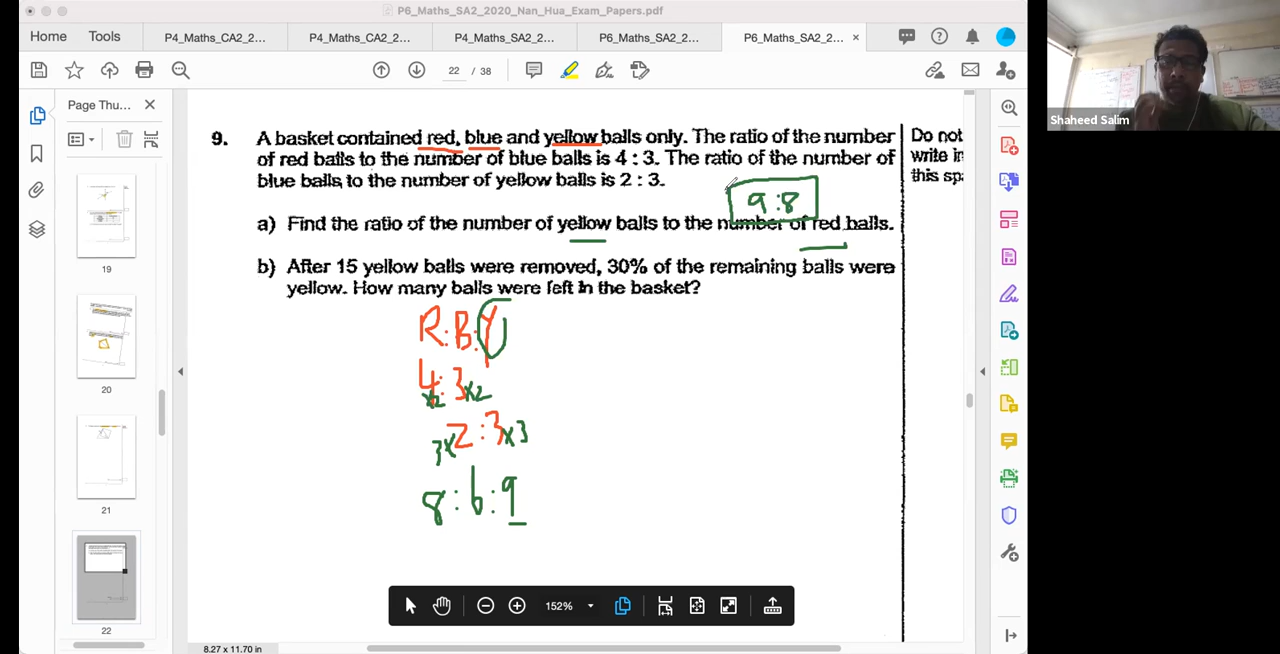 P6_Maths_SA2_2020_Nan_Hua_Exam_Papers.pdf
Home Tools P4_Maths_CA2_2... P4_Maths_CA2_2... P4_Maths_SA2_2... P6_Maths_SA2_2... P6_Maths_SA2_2... ×
22 / 38
Page Thu... ×
19
20
21
22
9. A basket contained red, blue and yellow balls only. The ratio of the number
of red balls to the number of blue balls is 4 : 3. The ratio of the number of
blue balls to the number of yellow balls is 2 : 3.
9 : 8
a) Find the ratio of the number of yellow balls to the number of red balls.
b) After 15 yellow balls were removed, 30% of the remaining balls were
yellow. How many balls were left in the basket?
Do not
write in
this spa
R : B : Y
4 : 3 x2
x2
2 : 3 x3
3x
8 : 6 : 9
152%
8.27 x 11.70 in
Shaheed Salim